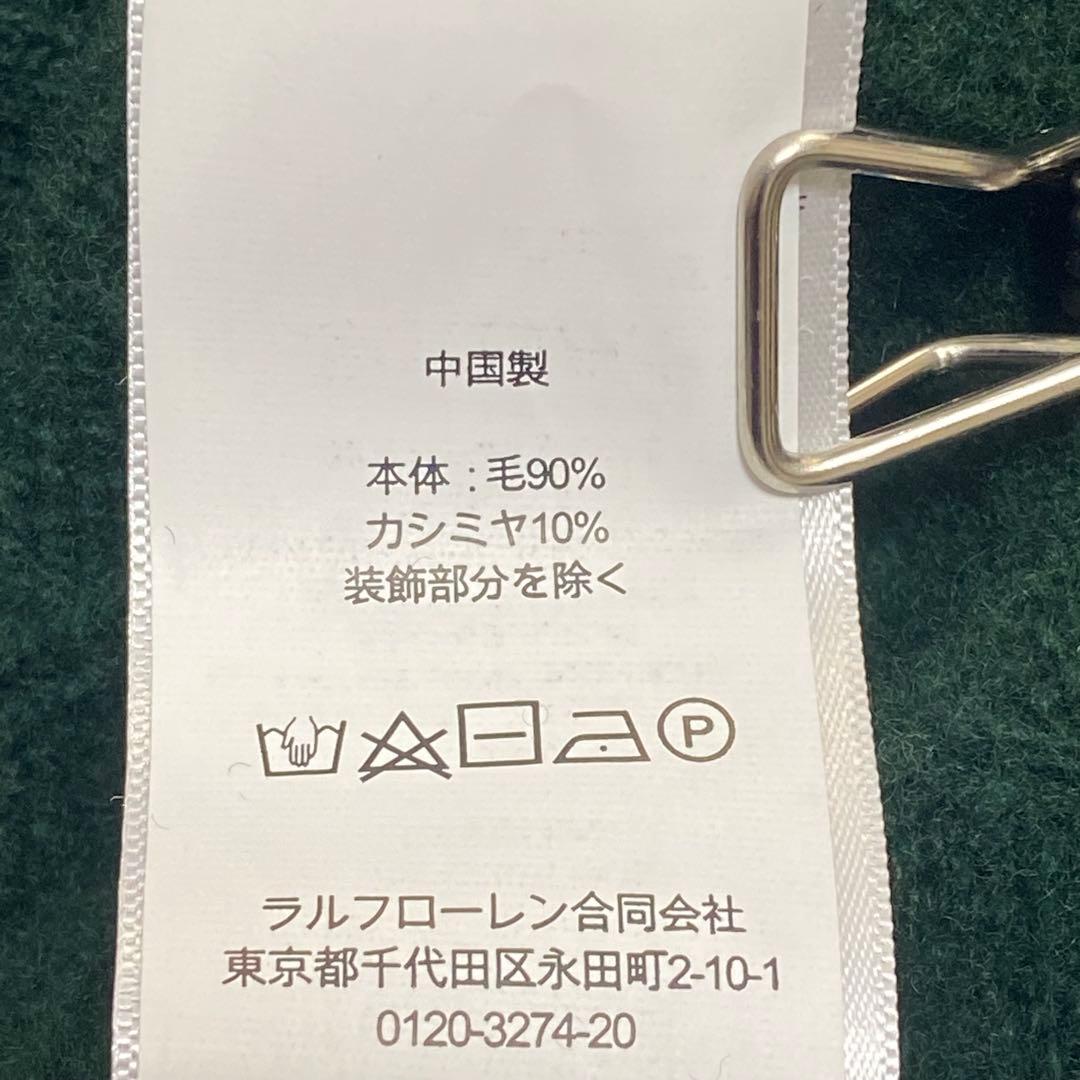 中国製
本体 : 毛90%
カシミヤ10%
装飾部分を除く
P
ラルフローレン合同会社
東京都千代田区永田町2-10-1
0120-3274-20